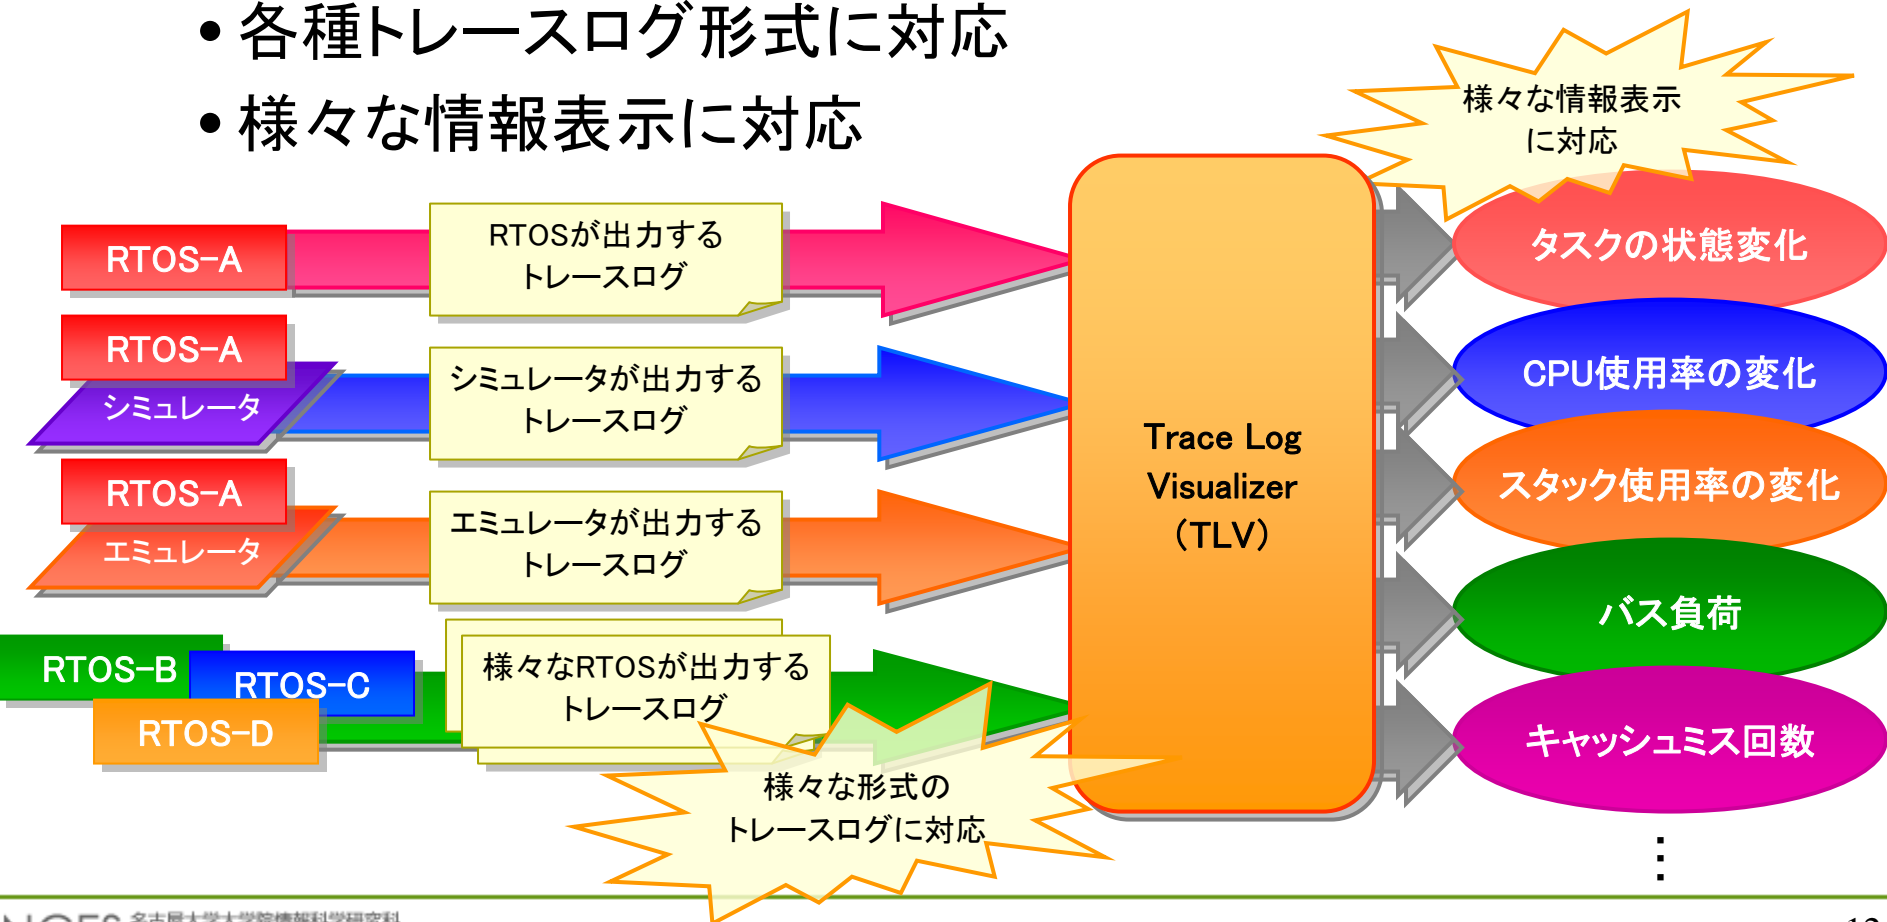 • 各種トレースログ形式に対応
• 様々な情報表示に対応
様々な情報表示
に対応
RTOS-A
RTOSが出力する
トレースログ
RTOS-A
シミュレータ
シミュレータが出力する
トレースログ
RTOS-A
エミュレータ
エミュレータが出力する
トレースログ
RTOS-B
RTOS-C
RTOS-D
様々なRTOSが出力する
トレースログ
様々な形式の
トレースログに対応
Trace Log
Visualizer
(TLV)
タスクの状態変化
CPU使用率の変化
スタック使用率の変化
バス負荷
キャッシュミス回数
⋮